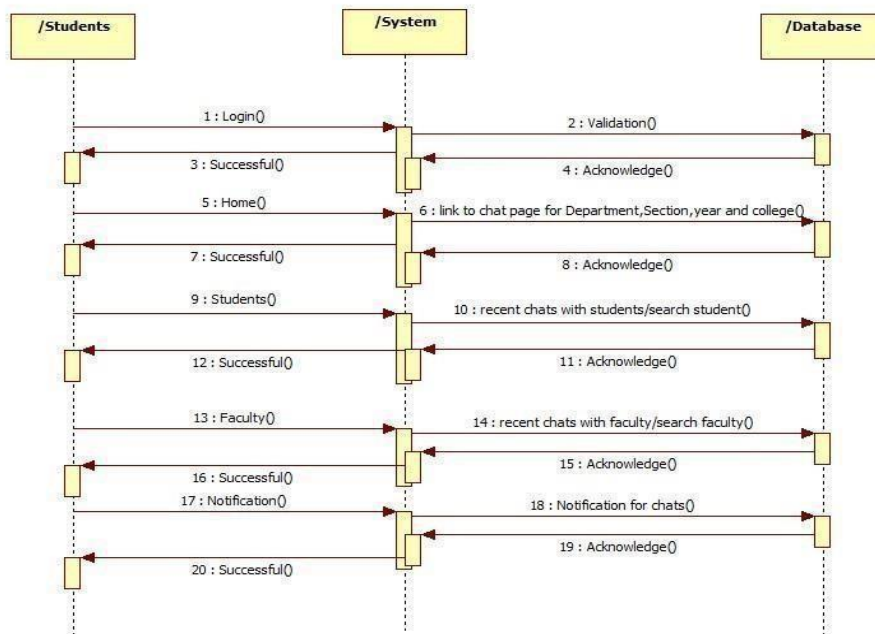 /Students
/System
/Database
1 : Login()
2 : Validation()
3 : Successful()
4 : Acknowledge()
5 : Home()
6 : link to chat page for Department,Section,year and college()
7 : Successful()
8 : Acknowledge()
9 : Students()
10 : recent chats with students/search student()
12 : Successful()
11 : Acknowledge()
13 : Faculty()
14 : recent chats with faculty/search faculty()
15 : Acknowledge()
16 : Successful()
17 : Notification()
18 : Notification for chats()
19 : Acknowledge()
20 : Successful()